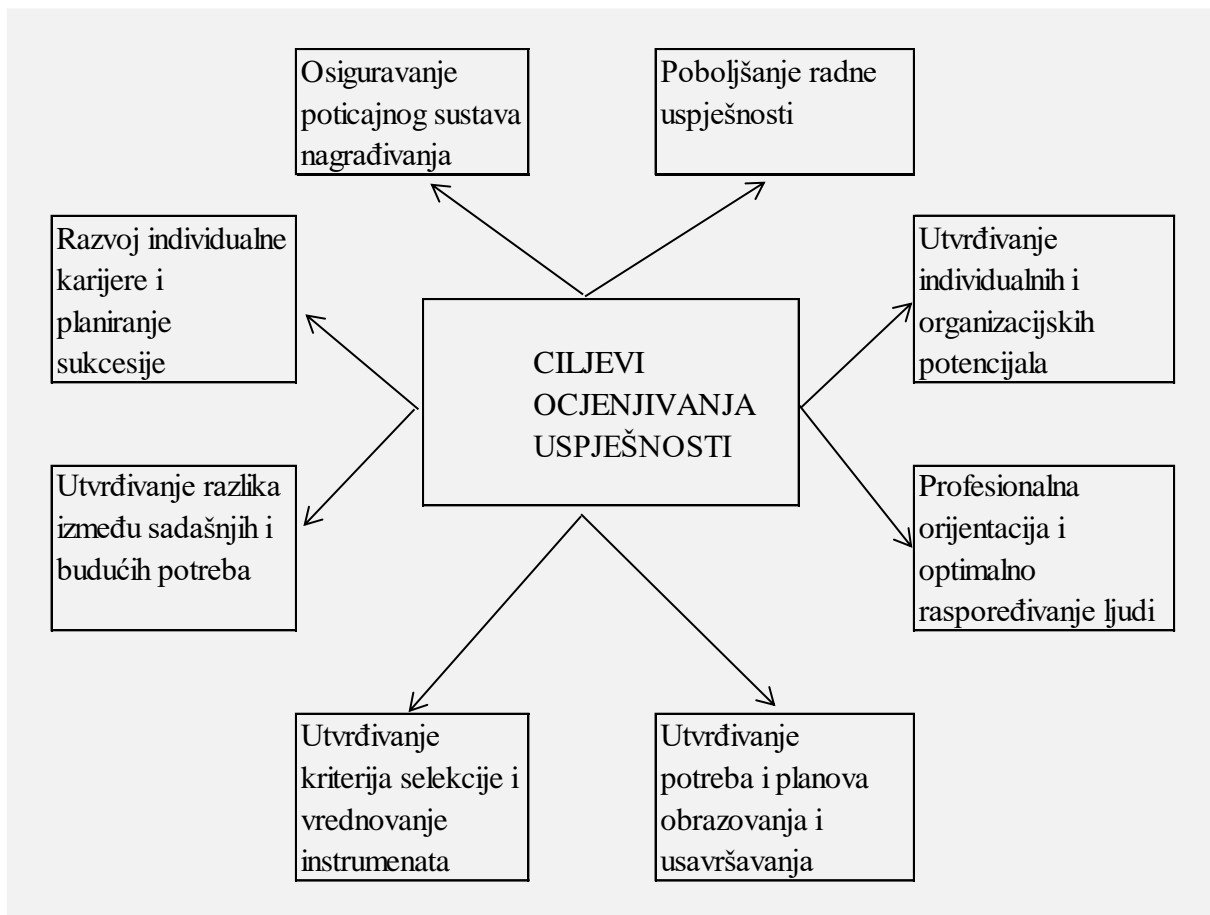 Osiguravanje
poticajnog sustava
nagrađivanja
Poboljšanje radne
uspješnosti
Razvoj individualne
karijere i
planiranje
sukcesije
Utvrđivanje
individualnih i
organizacijskih
potencijala
CILJEVI
OCJENJIVANJA
USPJEŠNOSTI
Utvrđivanje razlika
između sadašnjih i
budućih potreba
Profesionalna
orijentacija i
optimalno
raspoređivanje ljudi
Utvrđivanje
kriterija selekcije i
vrednovanje
instrumenata
Utvrđivanje
potreba i planova
obrazovanja i
usavršavanja